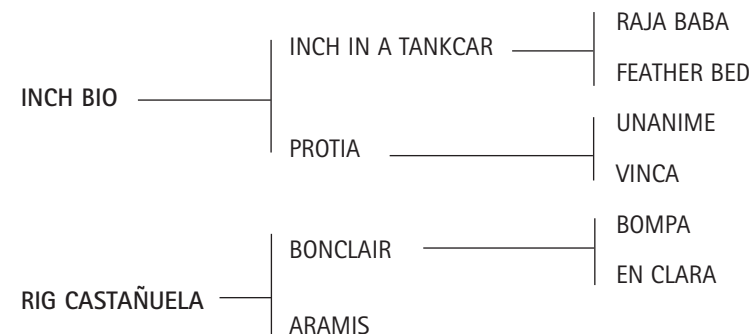 RAJA BABA
INCH IN A TANKCAR
FEATHER BED
INCH BIO
UNANIME
PROTIA
VINCA
BOMPA
BONCLAIR
EN CLARA
RIG CASTAÑUELA
ARAMIS